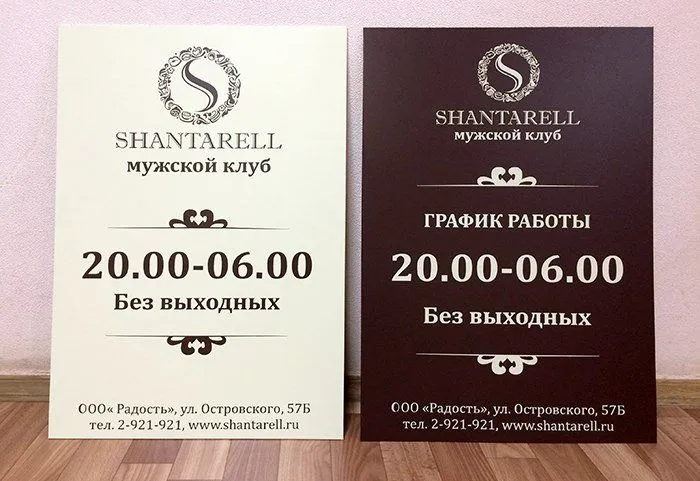 S
SHANTARELL
мужской клуб
20.00-06.00
Без выходных
ООО« Радость», ул. Островского, 57Б
тел. 2-921-921, www.shantarell.ru
S
SHANTARELL
мужской клуб
ГРАФИК РАБОТЫ
20.00-06.00
Без выходных
ООО «Радость», ул. Островского, 57Б
тел. 2-921-921, www.shantarell.ru